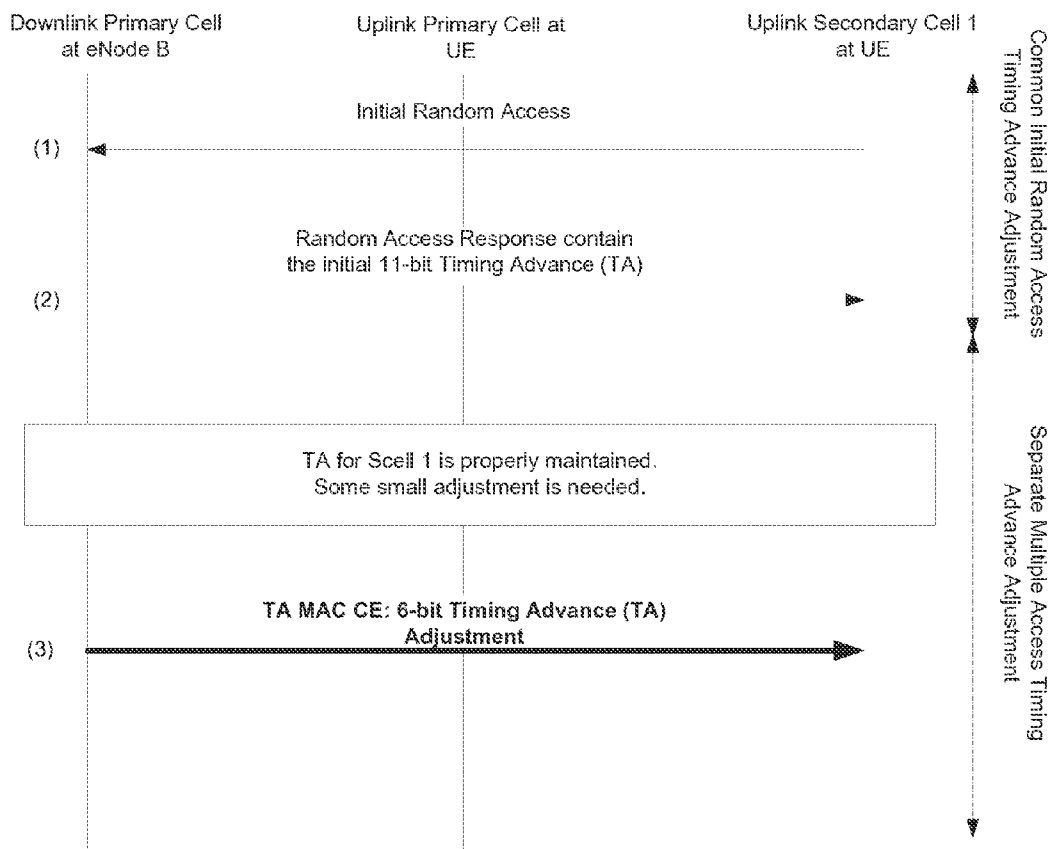 Downlink Primary Cell
at eNode B
Uplink Primary Cell at
UE
Uplink Secondary Cell 1
at UE
Common Initial Random Access
Timing Advance Adjustment
Initial Random Access
(1)
Random Access Response contain
the initial 11-bit Timing Advance (TA)
(2)
TA for Scell 1 is properly maintained.
Some small adjustment is needed.
Separate Multiple Access Timing
Advance Adjustment
TA MAC CE: 6-bit Timing Advance (TA)
Adjustment
(3)